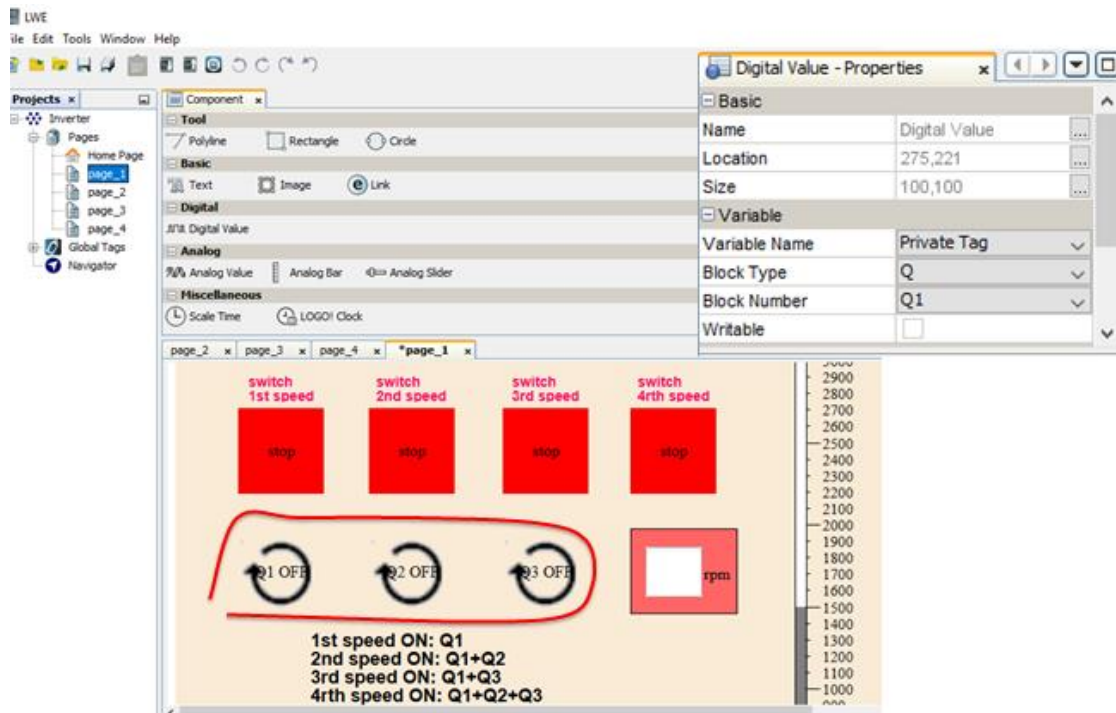 LWE
ile Edit Tools Window Help
Projects
Inverter
Pages
Home Page
page_1
page_2
page_3
page_4
Global Tags
Navigator
Component
Tool
Polyline Rectangle Circle
Basic
Text Image Link
Digital
Digital Value
Analog
Analog Value Analog Bar Analog Slider
Miscellaneous
Scale Time LOGO! Clock
Digital Value - Properties
Basic
Name Digital Value ...
Location 275,221 ...
Size 100,100 ...
Variable
Variable Name Private Tag
Block Type Q
Block Number Q1
Writable
page_2 page_3 page_4 *page_1
switch
1st speed
switch
2nd speed
switch
3rd speed
switch
4rth speed
stop stop stop stop
Q1 OFF Q2 OFF Q3 OFF
rpm
1st speed ON: Q1
2nd speed ON: Q1+Q2
3rd speed ON: Q1+Q3
4rth speed ON: Q1+Q2+Q3
2900
2800
2700
2600
2500
2400
2300
2200
2100
2000
1900
1800
1700
1600
1500
1400
1300
1200
1100
1000